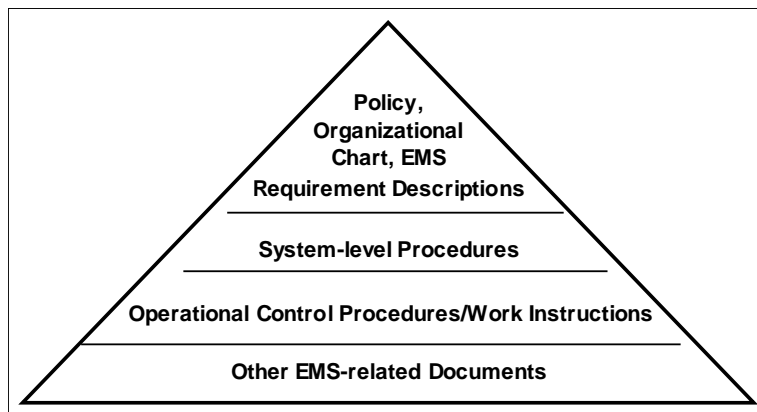 Policy,
Organizational
Chart, EMS
Requirement Descriptions
System-level Procedures
Operational Control Procedures/Work Instructions
Other EMS-related Documents